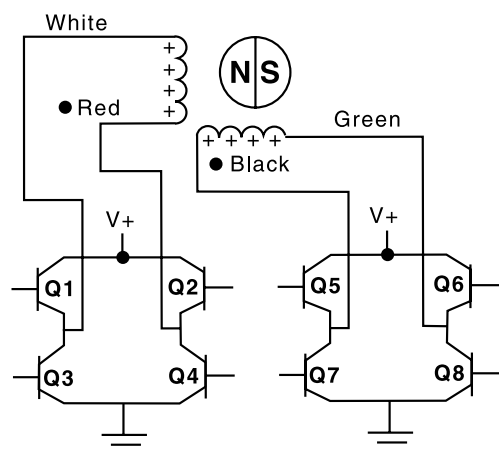 White
+
+
+
+
N S
Red
Green
+ + + +
Black
V+
V+
Q1
Q2
Q5
Q6
Q3
Q4
Q7
Q8